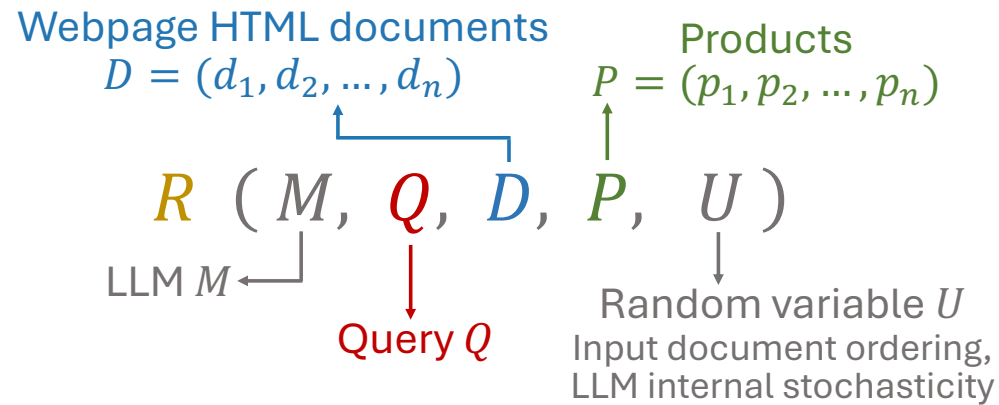 Webpage HTML documents
D = (d₁, d₂, …, dₙ)
Products
P = (p₁, p₂, …, pₙ)
R (M, Q, D, P, U)
LLM M
Query Q
Random variable U
Input document ordering,
LLM internal stochasticity